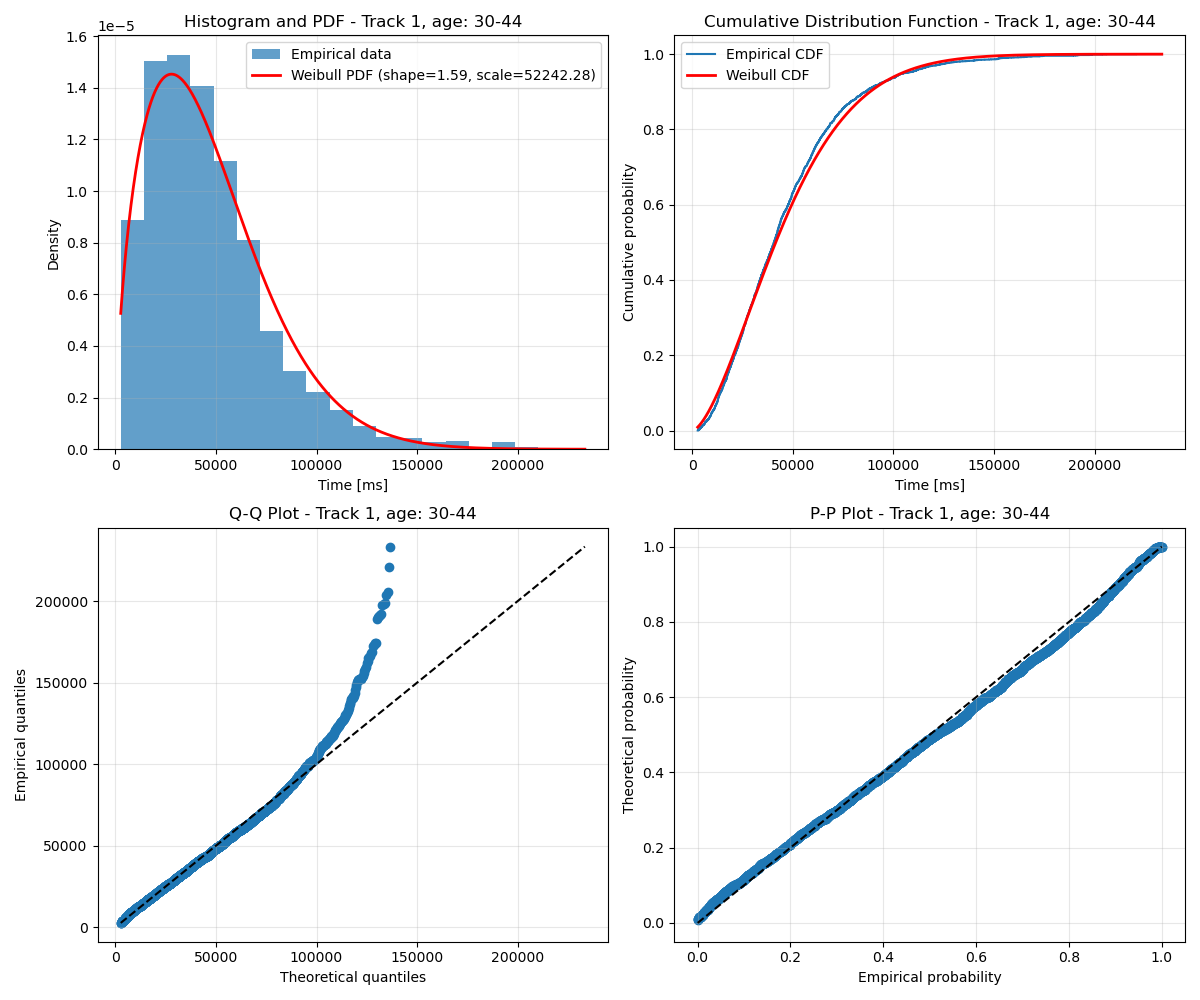 Histogram and PDF - Track 1, age: 30-44
1e−5
Empirical data
Weibull PDF (shape=1.59, scale=52242.28)
1.6
1.4
1.2
1.0
0.8
0.6
0.4
0.2
0.0
Density
0
50000
100000
150000
200000
Time [ms]
Cumulative Distribution Function - Track 1, age: 30-44
Empirical CDF
Weibull CDF
1.0
0.8
0.6
0.4
0.2
0.0
Cumulative probability
0
50000
100000
150000
200000
Time [ms]
Q-Q Plot - Track 1, age: 30-44
200000
150000
100000
50000
0
Empirical quantiles
0
50000
100000
150000
200000
Theoretical quantiles
P-P Plot - Track 1, age: 30-44
1.0
0.8
0.6
0.4
0.2
0.0
Theoretical probability
0.0
0.2
0.4
0.6
0.8
1.0
Empirical probability